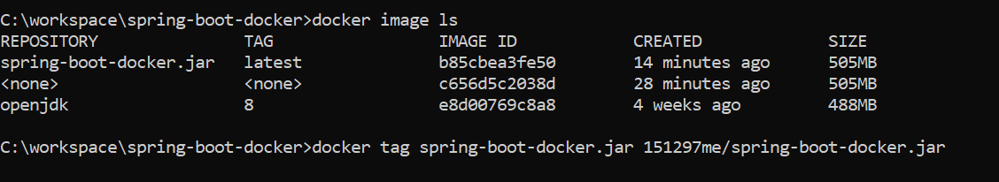 C:\workspace\spring-boot-docker>docker image ls
REPOSITORY TAG IMAGE ID CREATED SIZE
spring-boot-docker.jar latest b85cbea3fe50 14 minutes ago 505MB
<none> <none> c656d5c2038d 28 minutes ago 505MB
openjdk 8 e8d00769c8a8 4 weeks ago 488MB
C:\workspace\spring-boot-docker>docker tag spring-boot-docker.jar 151297me/spring-boot-docker.jar